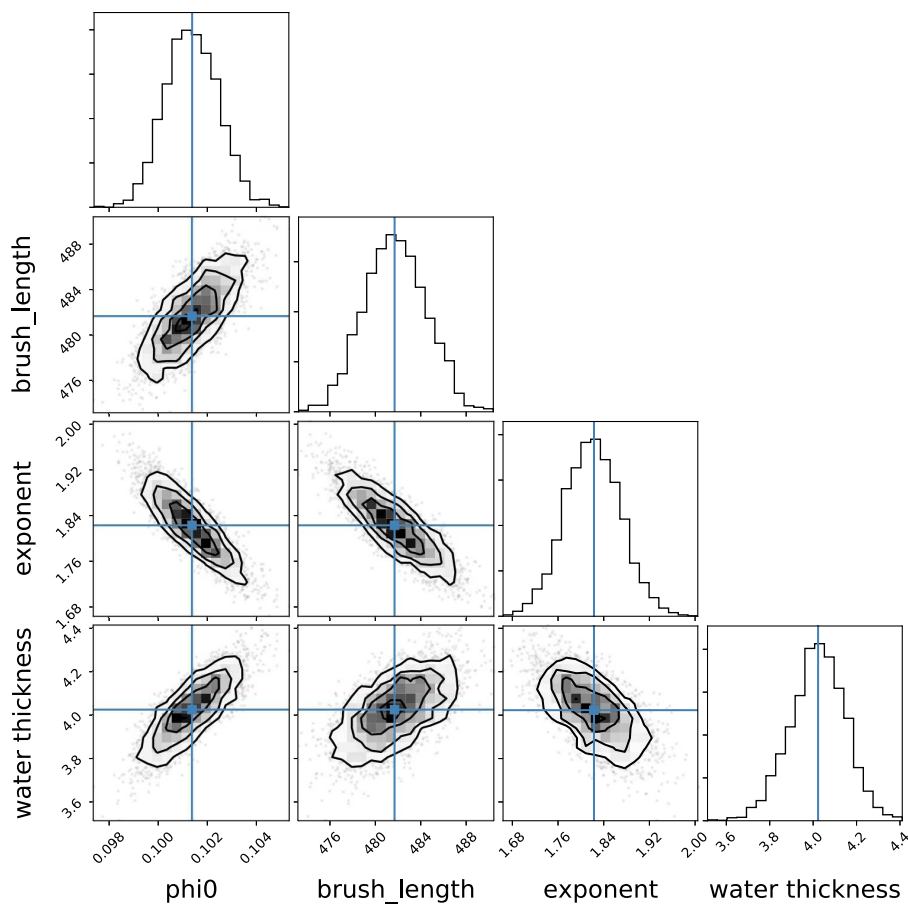 brush_length
488
484
480
476
exponent
2.00
1.92
1.84
1.76
1.68
water thickness
4.4
4.2
4.0
3.8
3.6
0.098 0.100 0.102 0.104
476 480 484 488
1.68 1.76 1.84 1.92 2.00
3.6 3.8 4.0 4.2 4.4
phi0 brush_length exponent water thickness